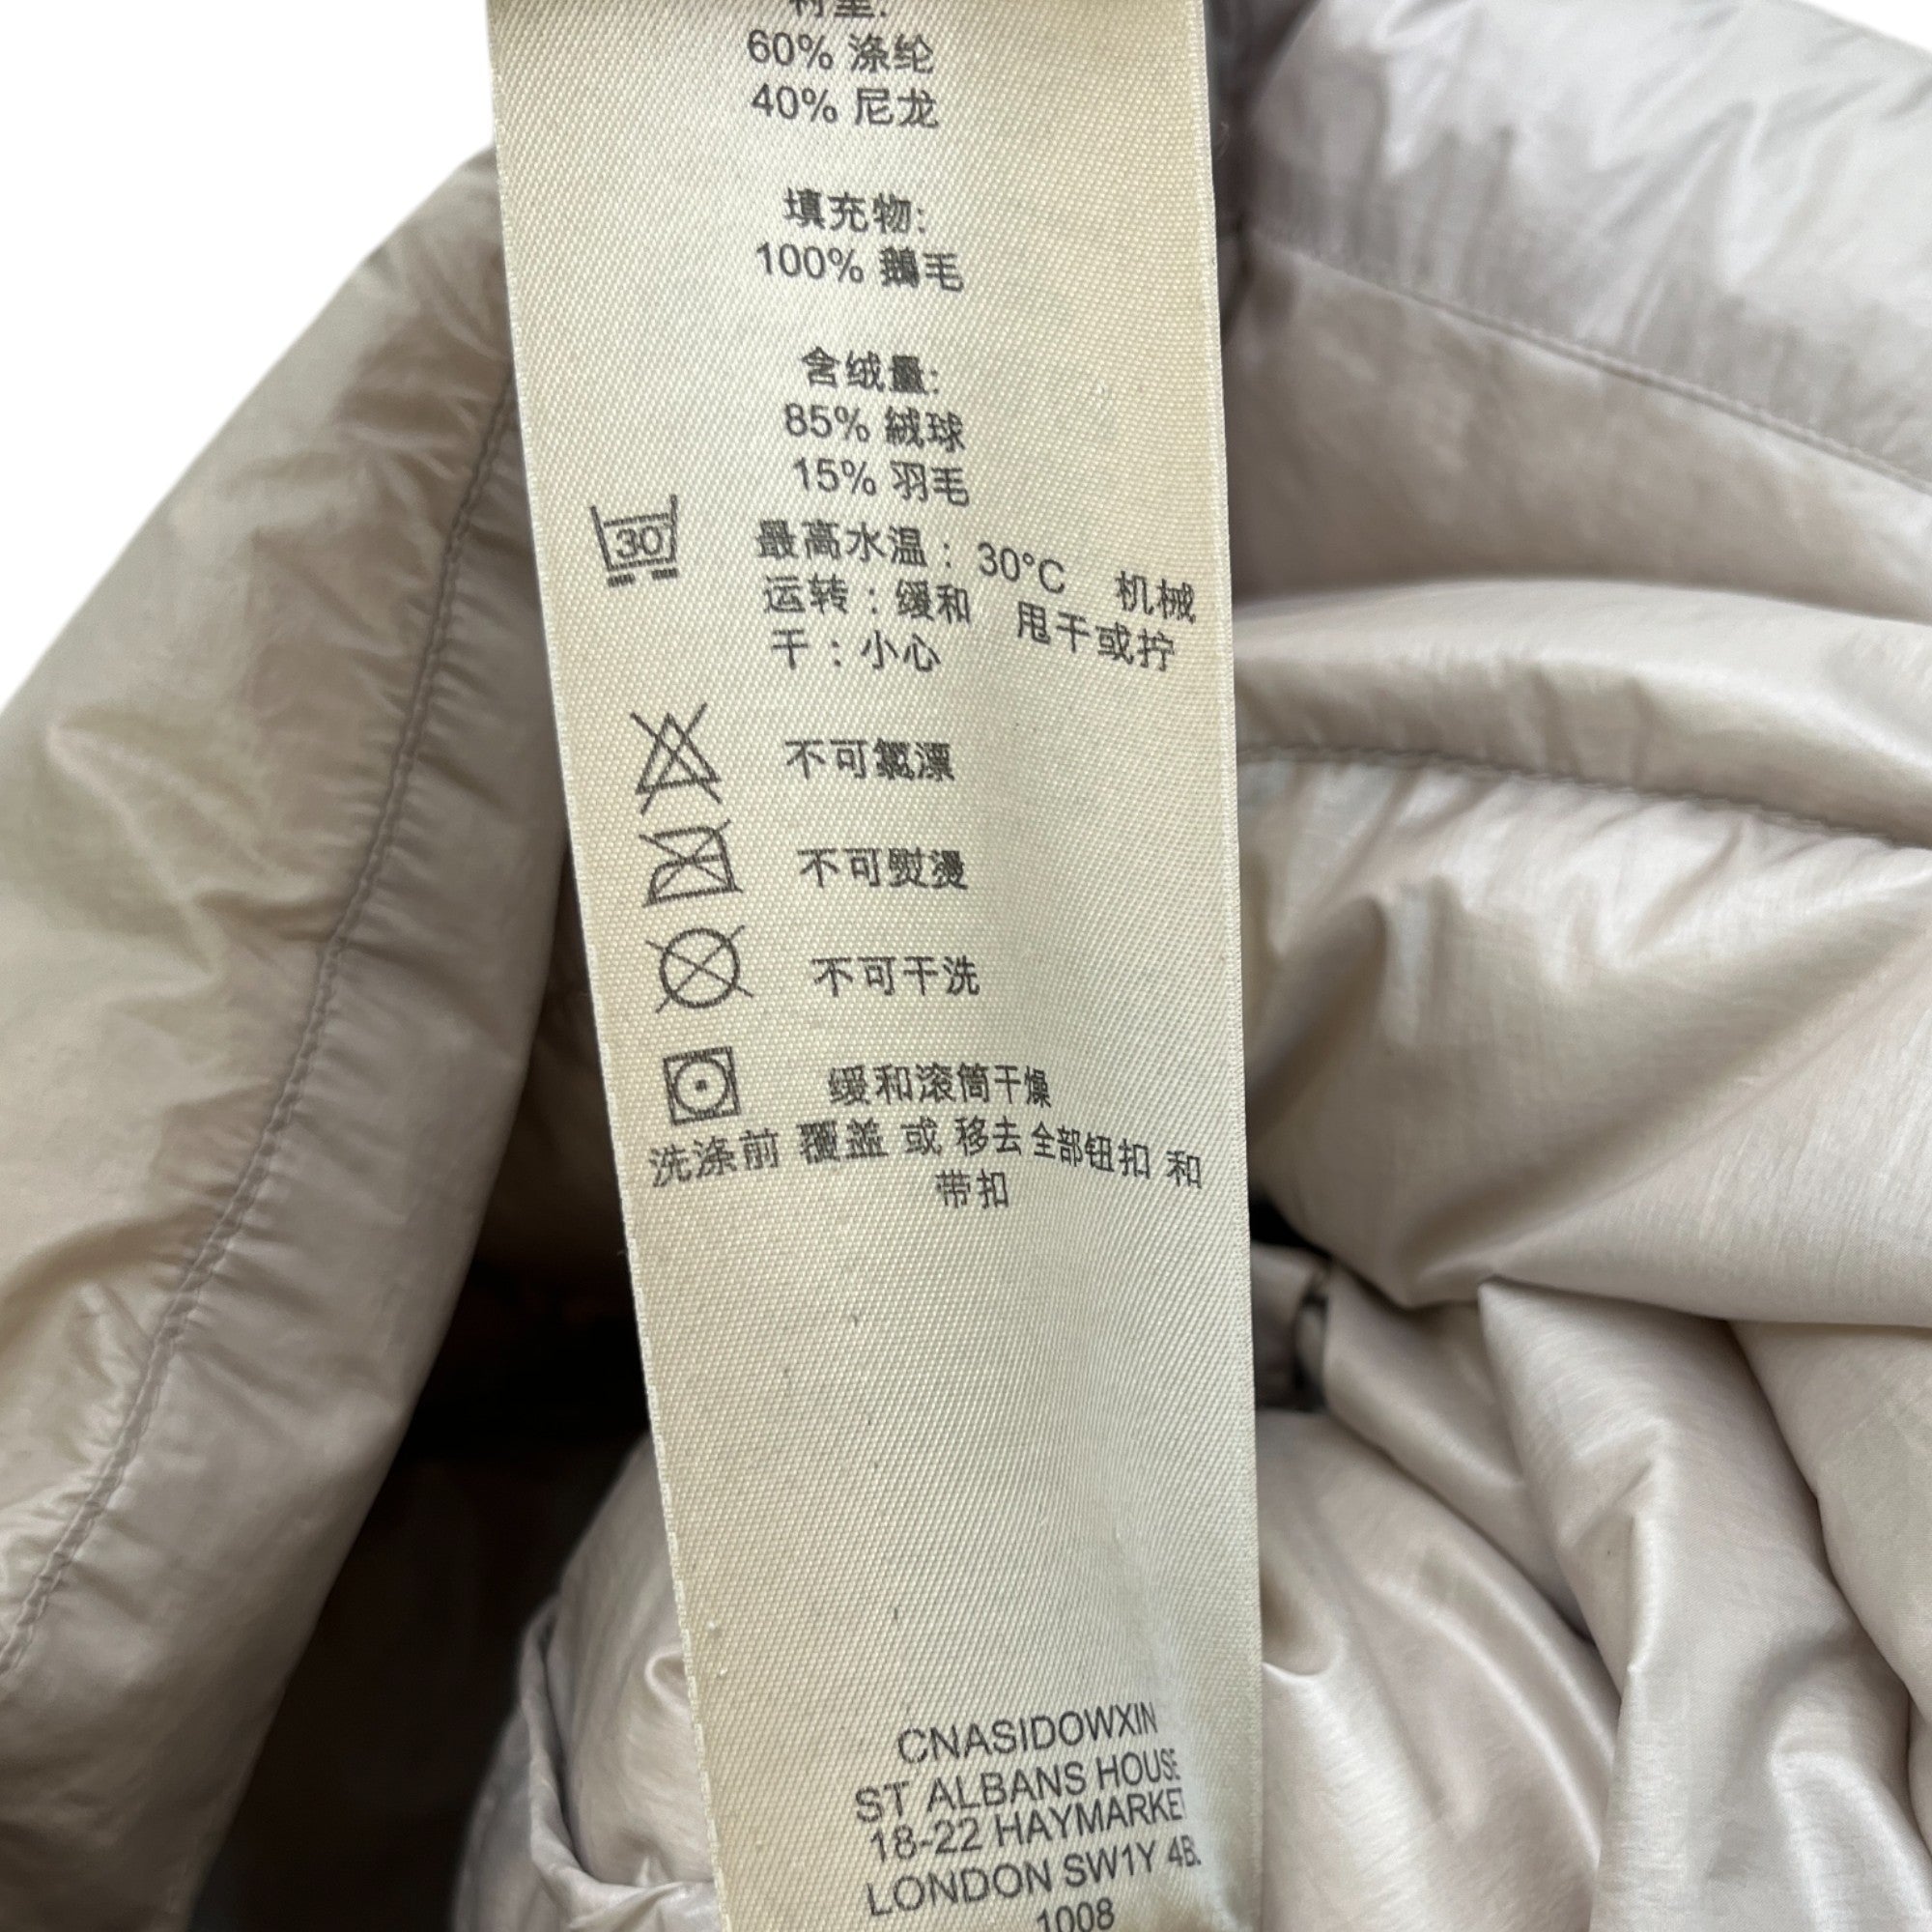 衬里:
60% 涤纶
40% 尼龙
填充物:
100% 鵝毛
含绒量:
85% 絨球
15% 羽毛
30
最高水温：30°C 机械
运转：缓和 甩干或拧
干：小心
不可氯漂
不可熨燙
不可干洗
缓和滚筒干燥
洗涤前 覆盖 或 移去 全部钮扣 和
带扣
CNASIDOWXIN
ST ALBANS HOUSE
18-22 HAYMARKET
LONDON SW1Y
1008